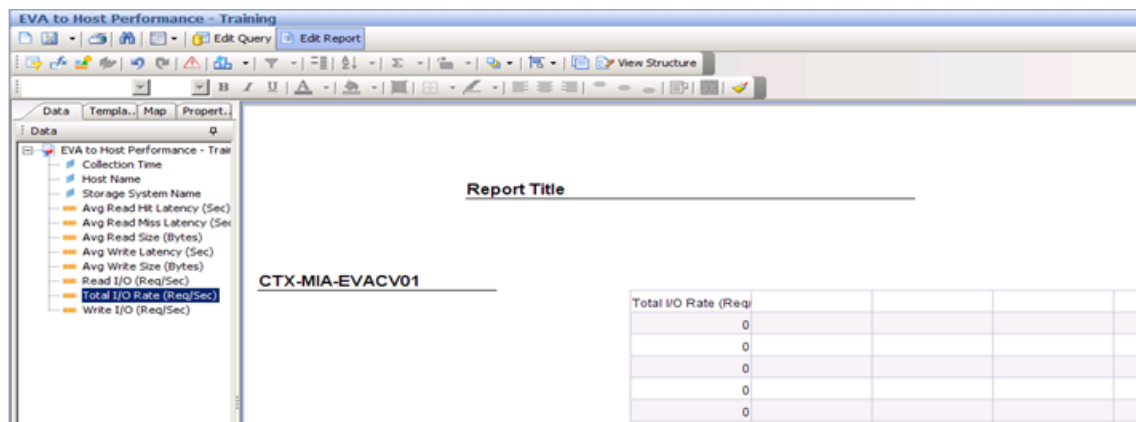 EVA to Host Performance - Training
Edit Query Edit Report
View Structure
B I U A
Data Templa.. Map Propert..
Data
EVA to Host Performance - Trair
Collection Time
Host Name
Storage System Name
Avg Read Hit Latency (Sec)
Avg Read Miss Latency (Sec
Avg Read Size (Bytes)
Avg Write Latency (Sec)
Avg Write Size (Bytes)
Read I/O (Req/Sec)
Total I/O Rate (Req/Sec)
Write I/O (Req/Sec)
Report Title
CTX-MIA-EVACV01
Total I/O Rate (Req/
0
0
0
0
0